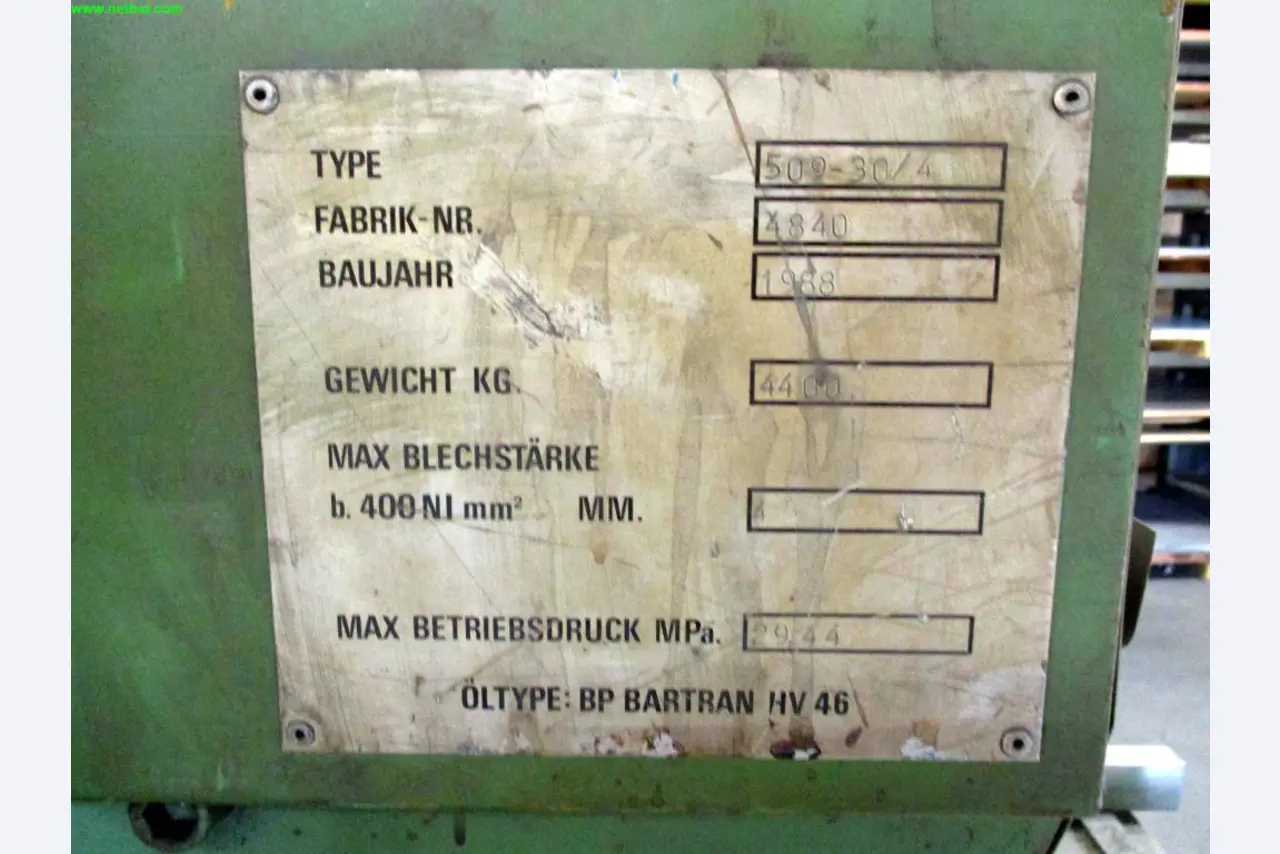 www.netbid.com
TYPE 509-30/4
FABRIK-NR. 4840
BAUJAHR 1988
GEWICHT KG. 4400
MAX BLECHSTÄRKE
b. 400 N/ mm² MM. 4
MAX BETRIEBSDRUCK MPa. 29.44
ÖLTYPE: BP BARTRAN HV 46